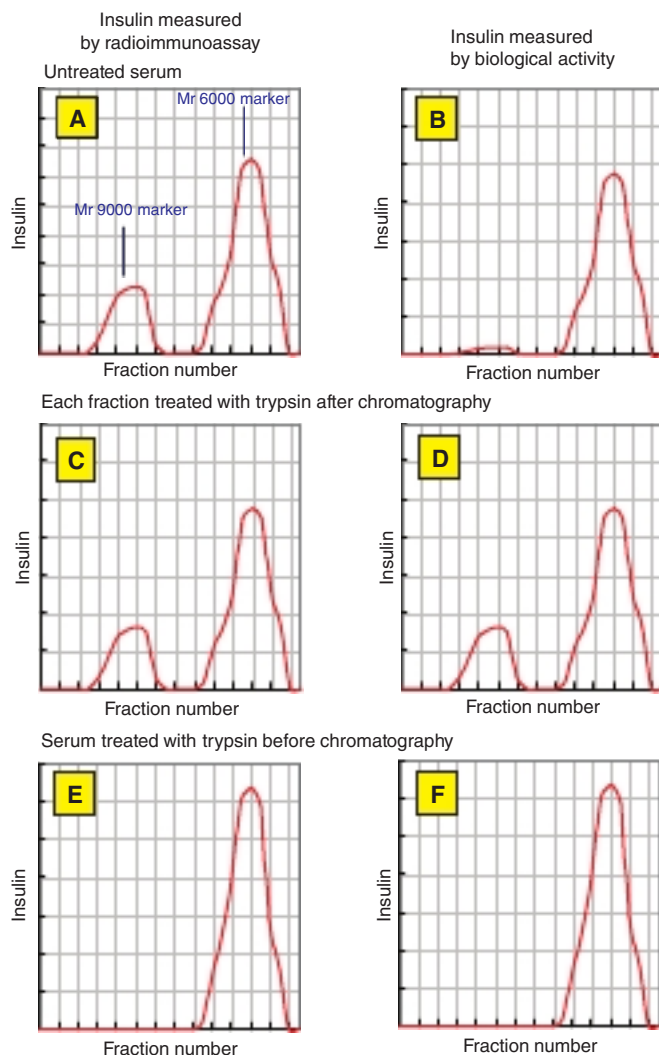 Insulin measured
by radioimmunoassay
Insulin measured
by biological activity
Untreated serum
A
Mr 6000 marker
Mr 9000 marker
Insulin
Fraction number
B
Insulin
Fraction number
Each fraction treated with trypsin after chromatography
C
Insulin
Fraction number
D
Insulin
Fraction number
Serum treated with trypsin before chromatography
E
Insulin
Fraction number
F
Insulin
Fraction number